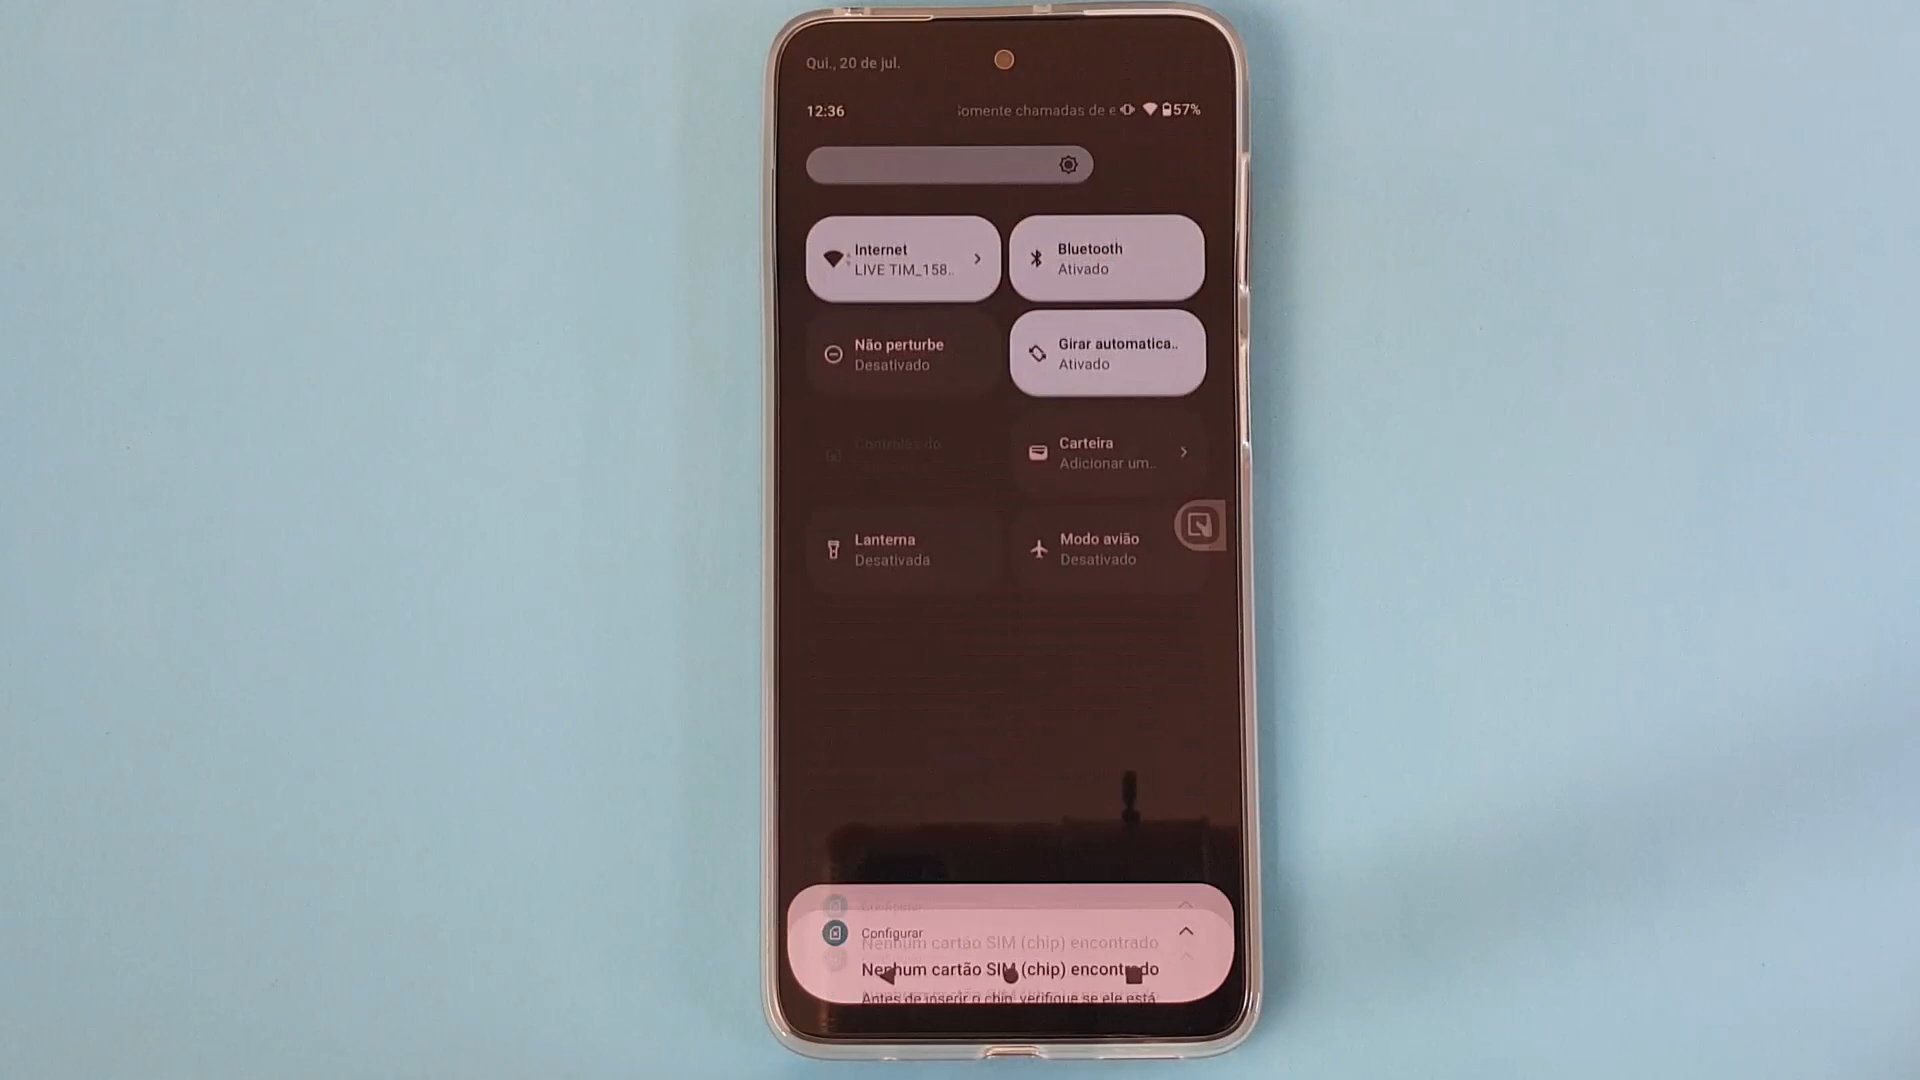 Qui., 20 de jul.
12:36
Somente chamadas de e
57%
Internet
LIVE TIM_158..
Bluetooth
Ativado
Não perturbe
Desativado
Girar automatica..
Ativado
Controles do
Carteira
Adicionar um..
Lanterna
Desativada
Modo avião
Desativado
Configurar
Nenhum cartão SIM (chip) encontrado
Nenhum cartão SIM (chip) encontrado
Antes de inserir o chip, verifique se ele está